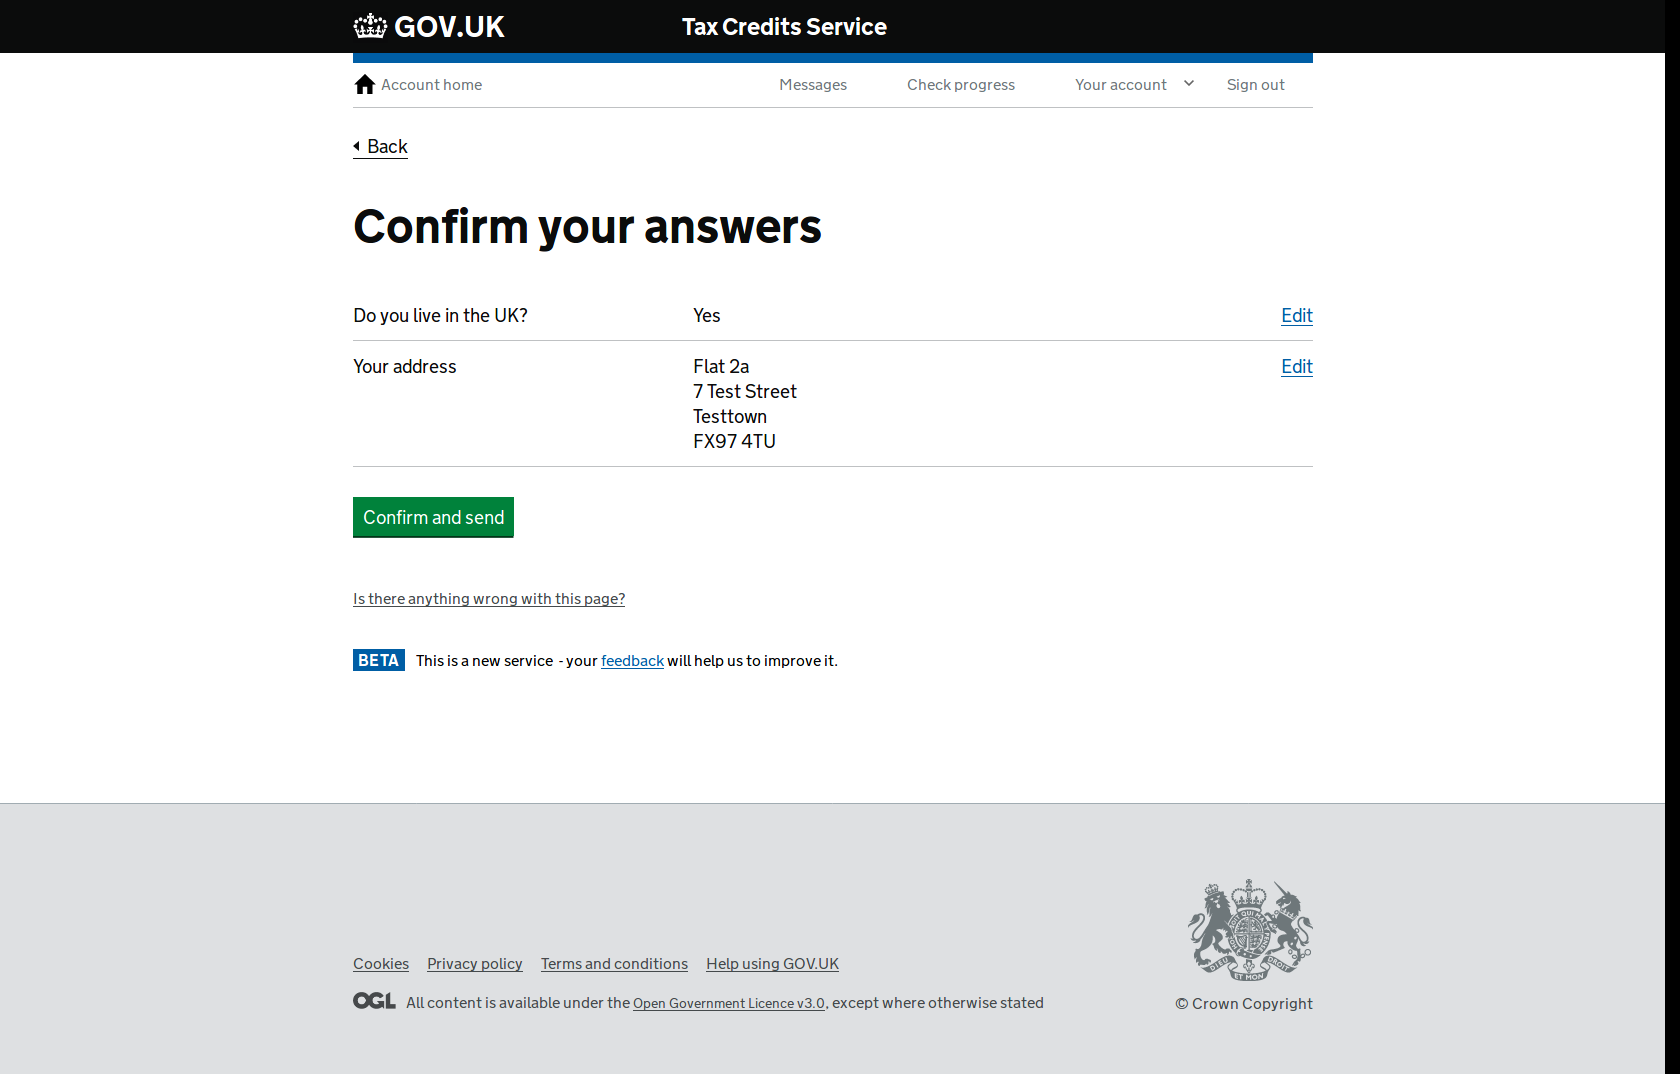 GOV.UK
Tax Credits Service
Account home
Messages
Check progress
Your account
Sign out
Back
Confirm your answers
Do you live in the UK? Yes Edit
Your address Flat 2a Edit
7 Test Street
Testtown
FX97 4TU
Confirm and send
Is there anything wrong with this page?
BETA This is a new service - your feedback will help us to improve it.
Cookies Privacy policy Terms and conditions Help using GOV.UK
OGL All content is available under the Open Government Licence v3.0, except where otherwise stated
© Crown Copyright